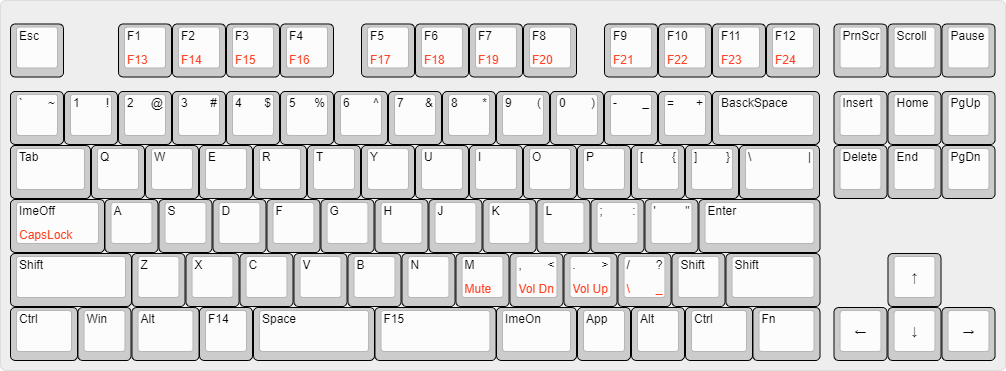 Esc F1 F2 F3 F4 F5 F6 F7 F8 F9 F10 F11 F12 PrnScr Scroll Pause
F13 F14 F15 F16 F17 F18 F19 F20 F21 F22 F23 F24
` ~ 1 ! 2 @ 3 # 4 $ 5 % 6 ^ 7 & 8 * 9 ( 0 ) - _ = + BasckSpace Insert Home PgUp
Tab Q W E R T Y U I O P [ { ] } \ | Delete End PgDn
ImeOff A S D F G H J K L ; : ' " Enter
CapsLock
Shift Z X C V B N M , < . > / ? Shift Shift ↑
Mute Vol Dn Vol Up \ _
Ctrl Win Alt F14 Space F15 ImeOn App Alt Ctrl Fn ← ↓ →